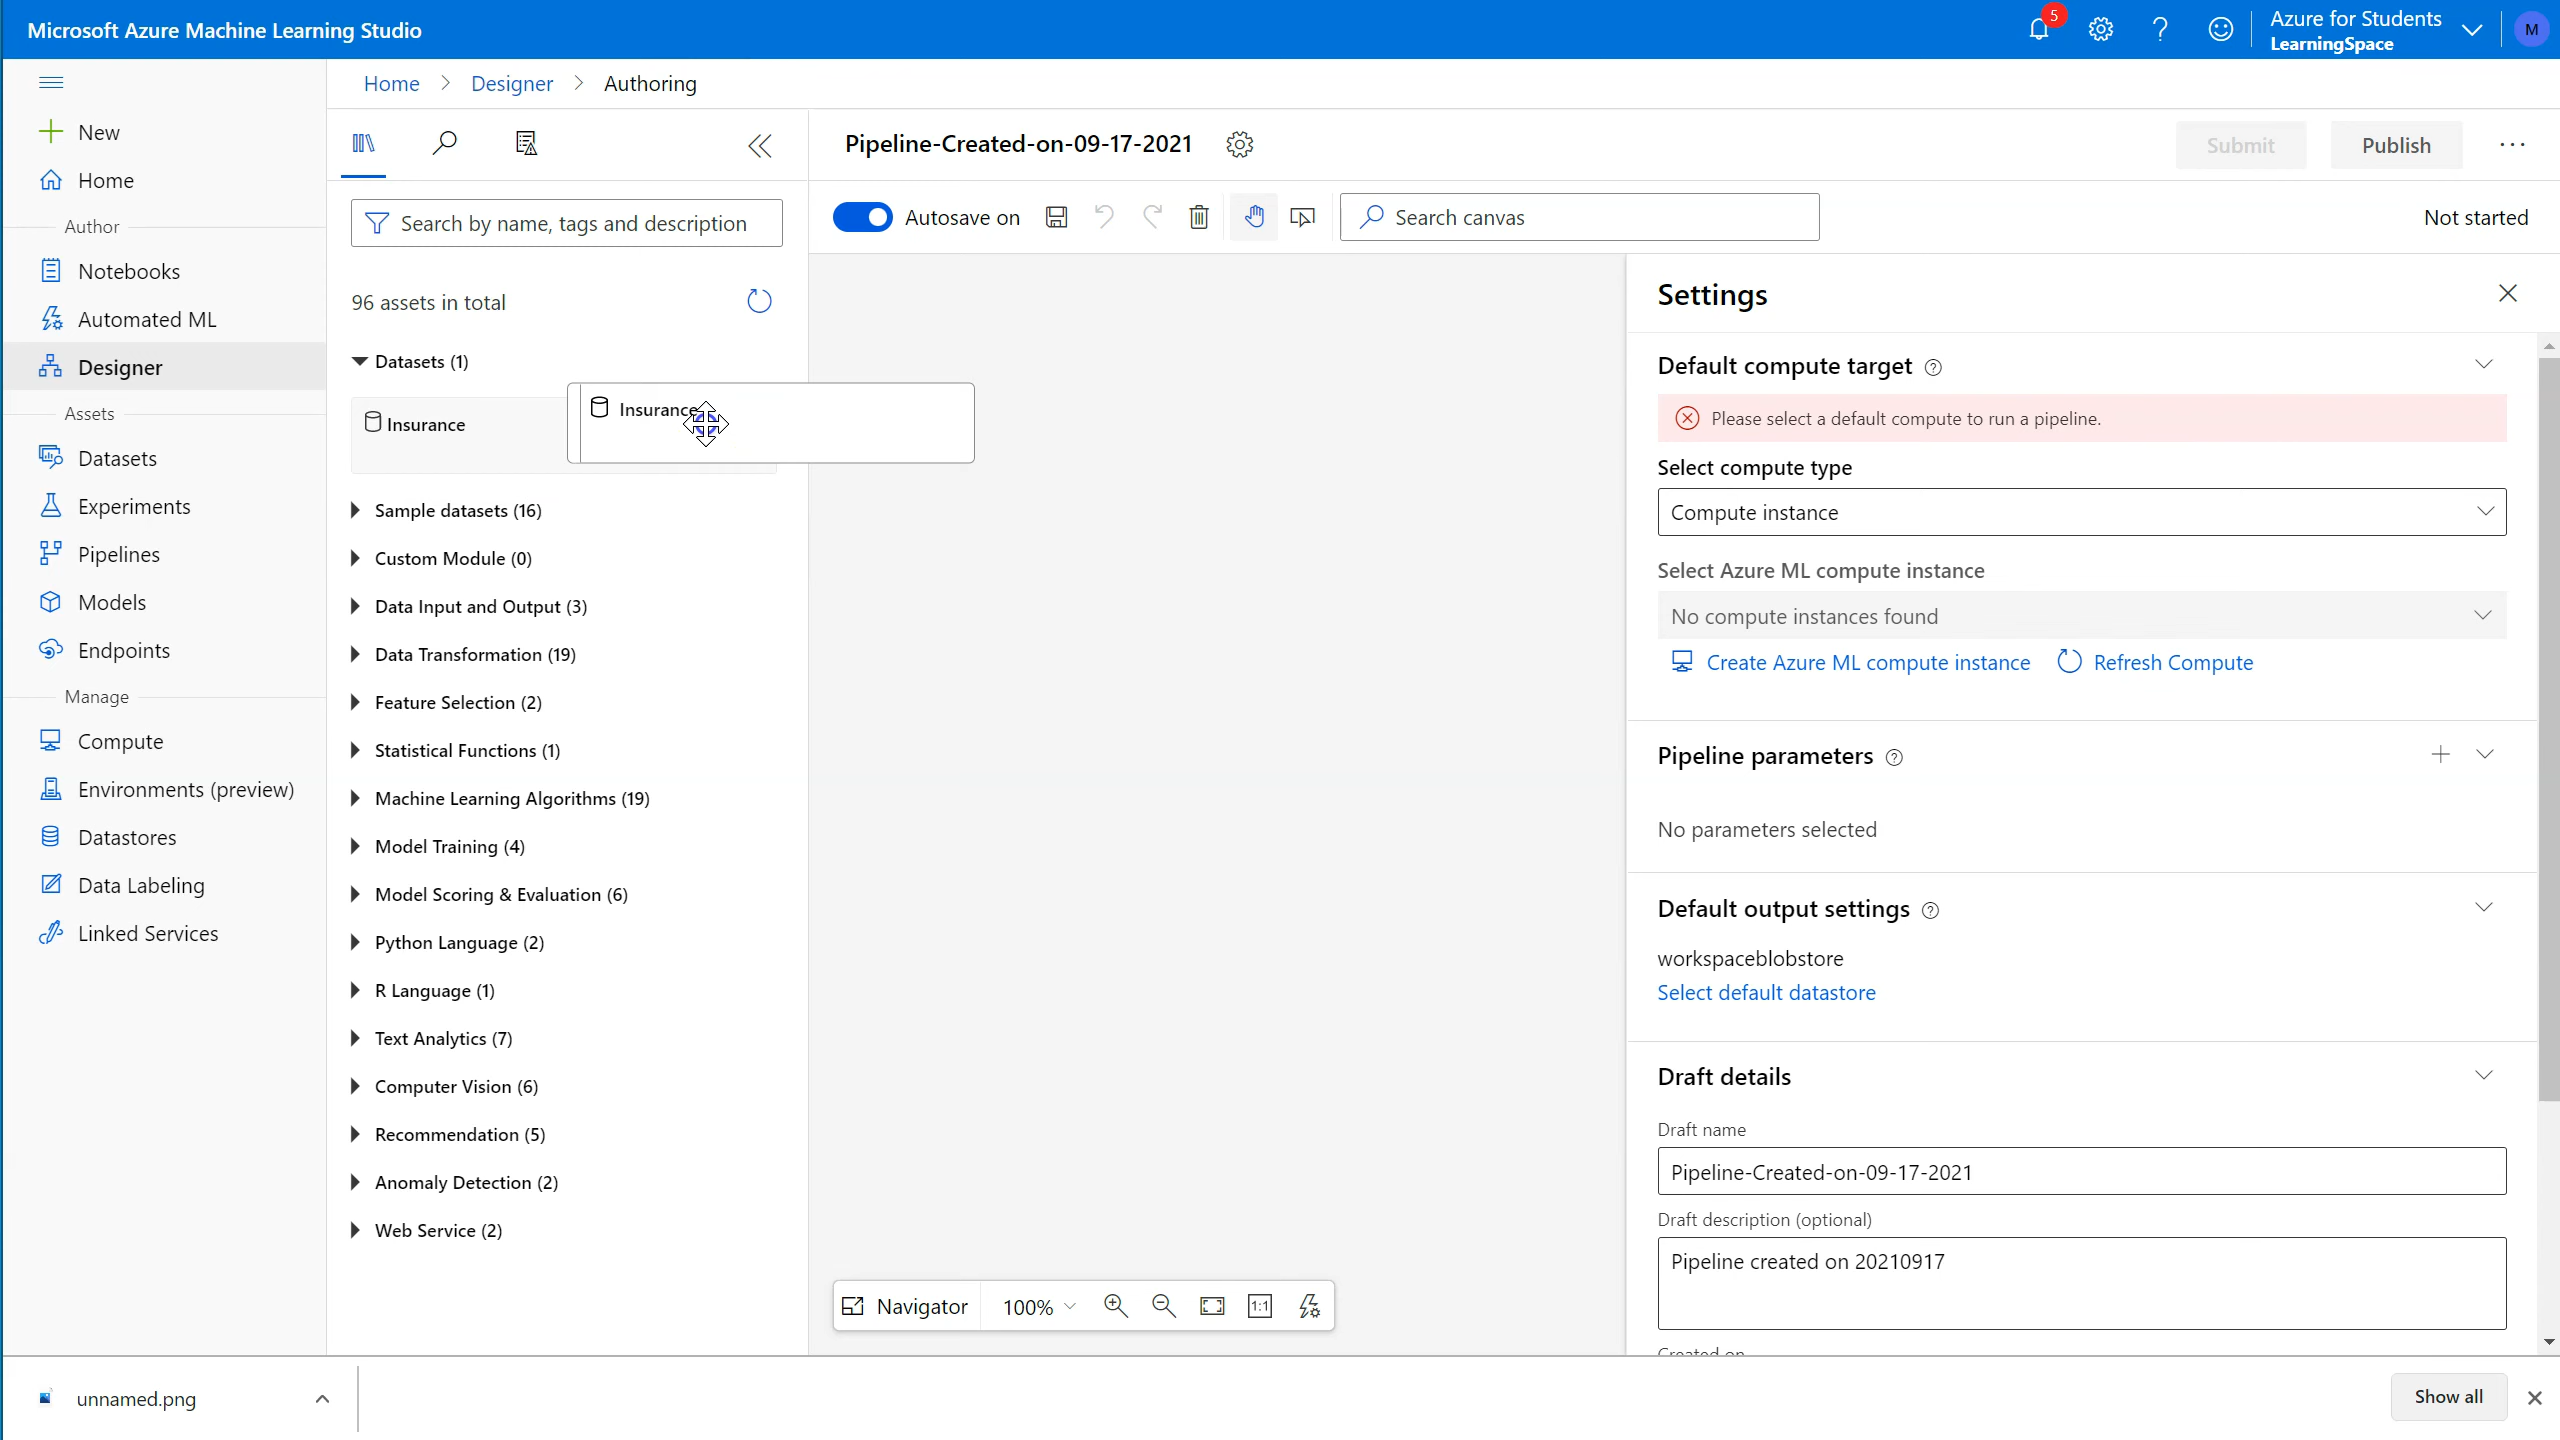 Microsoft Azure Machine Learning Studio
5
Azure for Students
LearningSpace
M
Home > Designer > Authoring
New
Home
Author
Notebooks
Automated ML
Designer
Assets
Datasets
Experiments
Pipelines
Models
Endpoints
Manage
Compute
Environments (preview)
Datastores
Data Labeling
Linked Services
Search by name, tags and description
96 assets in total
Datasets (1)
Insurance
Insurance
Sample datasets (16)
Custom Module (0)
Data Input and Output (3)
Data Transformation (19)
Feature Selection (2)
Statistical Functions (1)
Machine Learning Algorithms (19)
Model Training (4)
Model Scoring & Evaluation (6)
Python Language (2)
R Language (1)
Text Analytics (7)
Computer Vision (6)
Recommendation (5)
Anomaly Detection (2)
Web Service (2)
Pipeline-Created-on-09-17-2021
Submit
Publish
Autosave on
Search canvas
Not started
Navigator
100%
1:1
Settings
Default compute target
Please select a default compute to run a pipeline.
Select compute type
Compute instance
Select Azure ML compute instance
No compute instances found
Create Azure ML compute instance
Refresh Compute
Pipeline parameters
No parameters selected
Default output settings
workspaceblobstore
Select default datastore
Draft details
Draft name
Pipeline-Created-on-09-17-2021
Draft description (optional)
Pipeline created on 20210917
Created on
unnamed.png
Show all